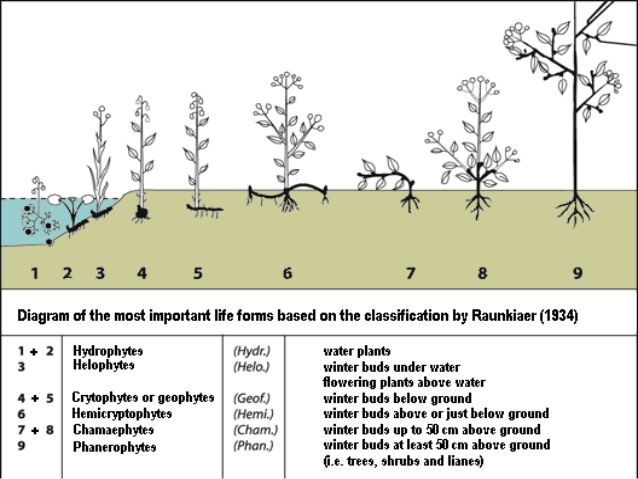 1 2 3 4 5 6 7 8 9
Diagram of the most important life forms based on the classification by Raunkiaer (1934)
1 + 2 Hydrophytes (Hydr.) water plants
3 Helophytes (Helo.) winter buds under water
flowering plants above water
4 + 5 Crytophytes or geophytes (Geof.) winter buds below ground
6 Hemicryptophytes (Hemi.) winter buds above or just below ground
7 + 8 Chamaephytes (Cham.) winter buds up to 50 cm above ground
9 Phanerophytes (Phan.) winter buds at least 50 cm above ground
(i.e. trees, shrubs and lianes)